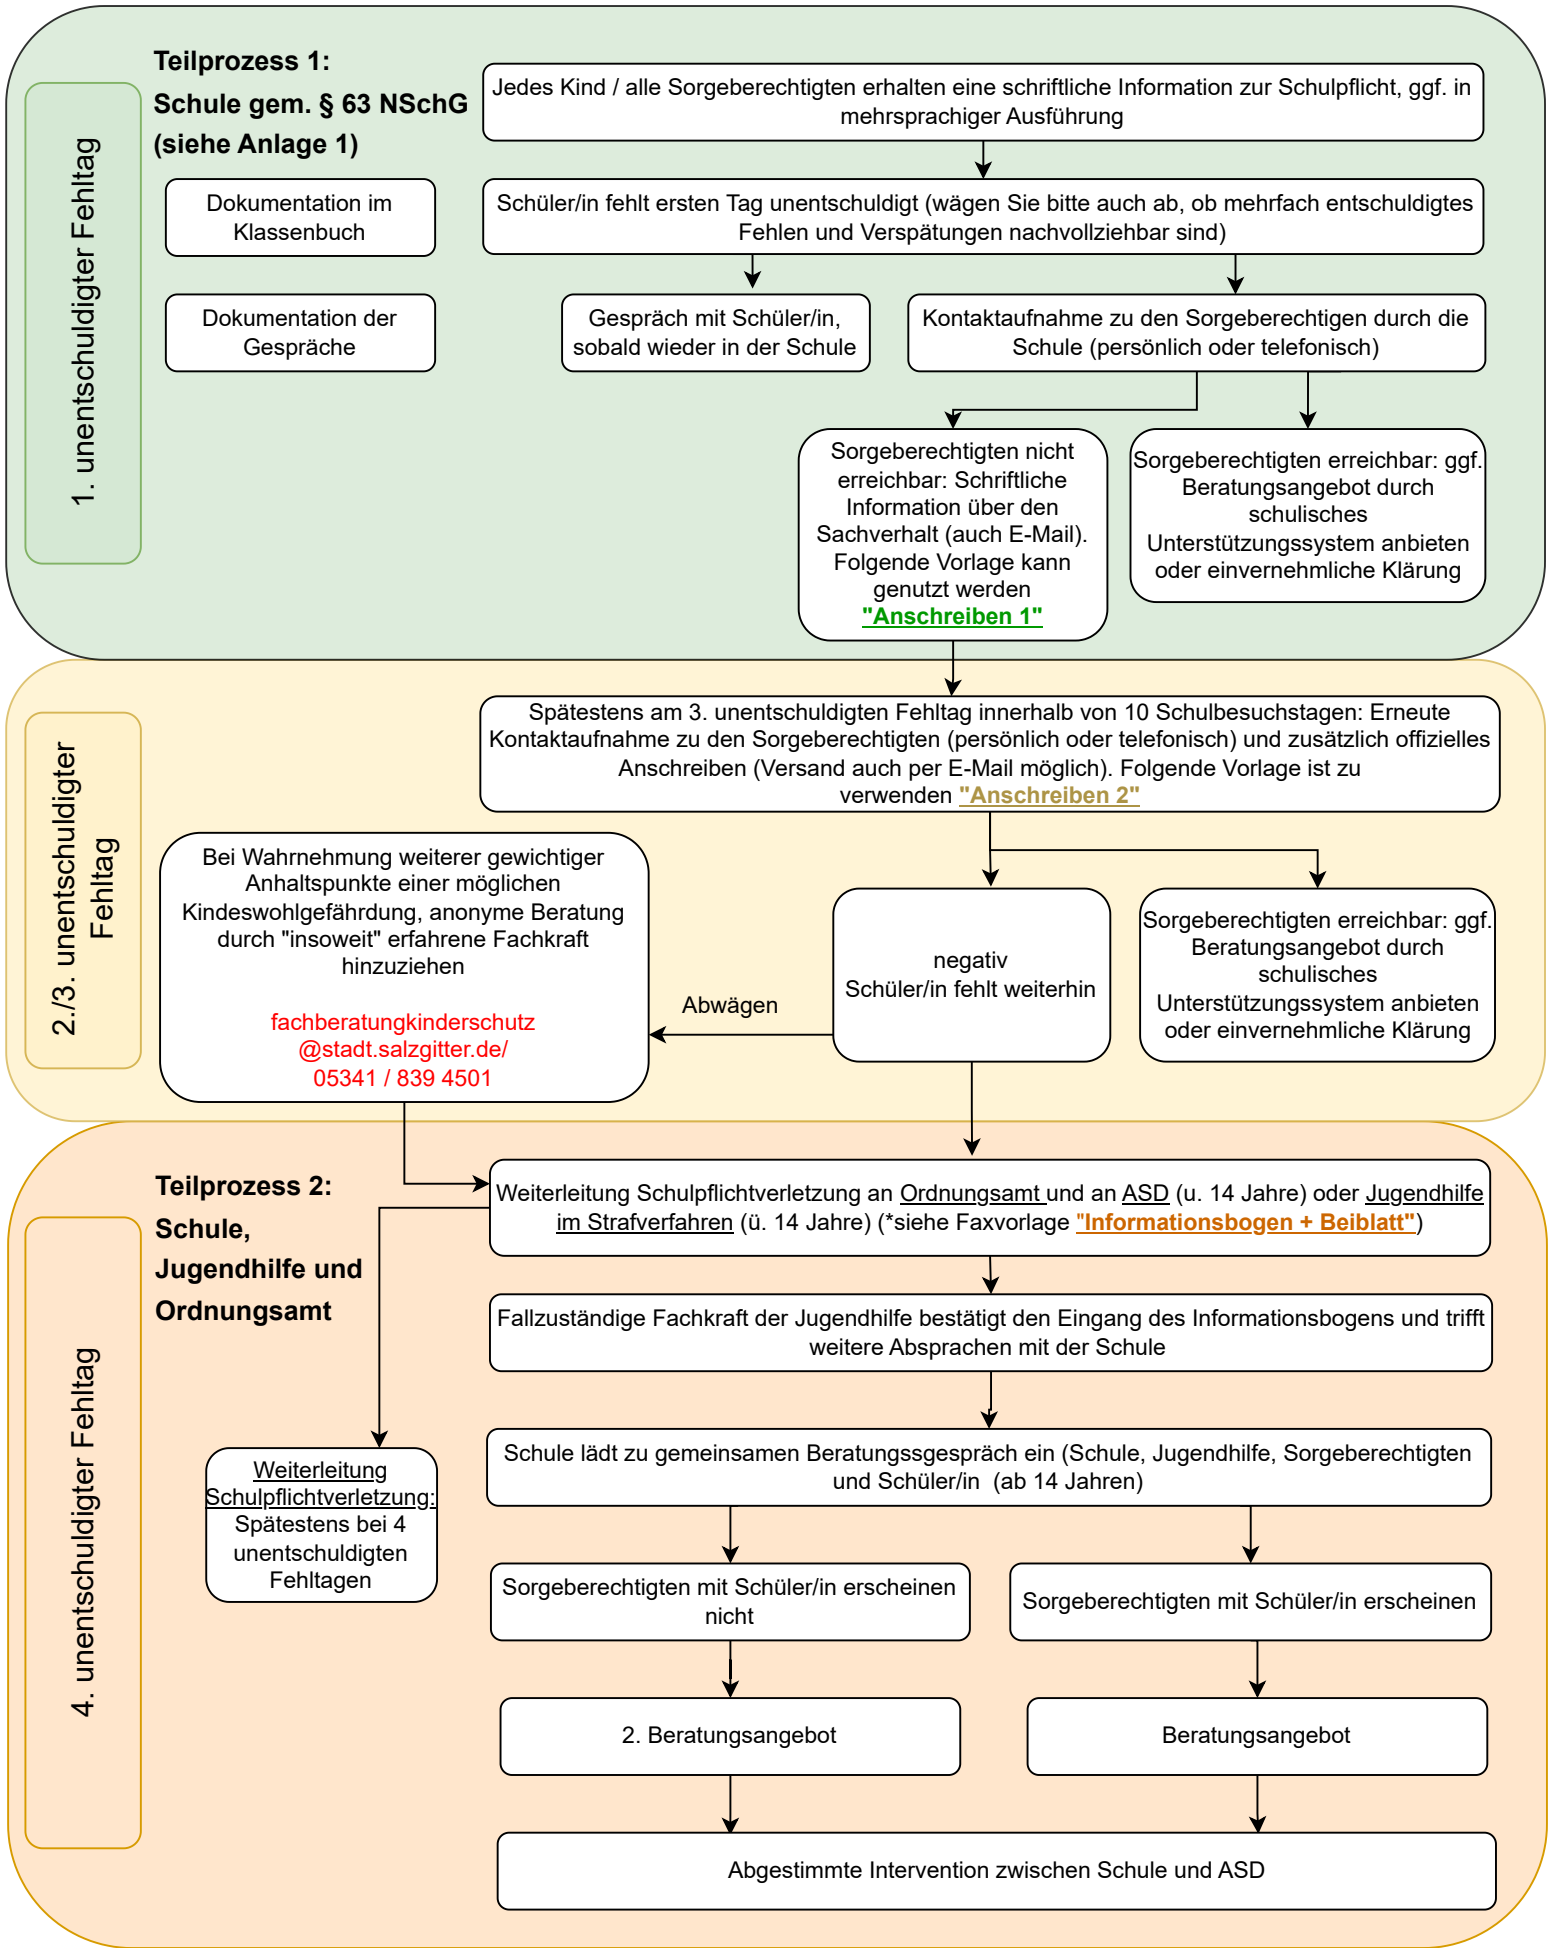 1. unentschuldigter Fehltag
Teilprozess 1:
Schule gem. § 63 NSchG
(siehe Anlage 1)
Jedes Kind / alle Sorgeberechtigten erhalten eine schriftliche Information zur Schulpflicht, ggf. in
mehrsprachiger Ausführung
Dokumentation im
Klassenbuch
Schüler/in fehlt ersten Tag unentschuldigt (wägen Sie bitte auch ab, ob mehrfach entschuldigtes
Fehlen und Verspätungen nachvollziehbar sind)
Dokumentation der
Gespräche
Gespräch mit Schüler/in,
sobald wieder in der Schule
Kontaktaufnahme zu den Sorgeberechtigen durch die
Schule (persönlich oder telefonisch)
Sorgeberechtigten nicht
erreichbar: Schriftliche
Information über den
Sachverhalt (auch E-Mail).
Folgende Vorlage kann
genutzt werden
"Anschreiben 1"
Sorgeberechtigten erreichbar: ggf.
Beratungsangebot durch
schulisches
Unterstützungssystem anbieten
oder einvernehmliche Klärung
2./3. unentschuldigter
Fehltag
Spätestens am 3. unentschuldigten Fehltag innerhalb von 10 Schulbesuchstagen: Erneute
Kontaktaufnahme zu den Sorgeberechtigten (persönlich oder telefonisch) und zusätzlich offizielles
Anschreiben (Versand auch per E-Mail möglich). Folgende Vorlage ist zu
verwenden "Anschreiben 2"
Bei Wahrnehmung weiterer gewichtiger
Anhaltspunkte einer möglichen
Kindeswohlgefährdung, anonyme Beratung
durch "insoweit" erfahrene Fachkraft
hinzuziehen
fachberatungkinderschutz
@stadt.salzgitter.de/
05341 / 839 4501
Abwägen
negativ
Schüler/in fehlt weiterhin
Sorgeberechtigten erreichbar: ggf.
Beratungsangebot durch
schulisches
Unterstützungssystem anbieten
oder einvernehmliche Klärung
4. unentschuldigter Fehltag
Teilprozess 2:
Schule,
Jugendhilfe und
Ordnungsamt
Weiterleitung Schulpflichtverletzung an Ordnungsamt und an ASD (u. 14 Jahre) oder Jugendhilfe
im Strafverfahren (ü. 14 Jahre) (*siehe Faxvorlage "Informationsbogen + Beiblatt")
Fallzuständige Fachkraft der Jugendhilfe bestätigt den Eingang des Informationsbogens und trifft
weitere Absprachen mit der Schule
Schule lädt zu gemeinsamen Beratungssgespräch ein (Schule, Jugendhilfe, Sorgeberechtigten
und Schüler/in (ab 14 Jahren)
Weiterleitung
Schulpflichtverletzung:
Spätestens bei 4
unentschuldigten
Fehltagen
Sorgeberechtigten mit Schüler/in erscheinen
nicht
Sorgeberechtigten mit Schüler/in erscheinen
2. Beratungsangebot
Beratungsangebot
Abgestimmte Intervention zwischen Schule und ASD